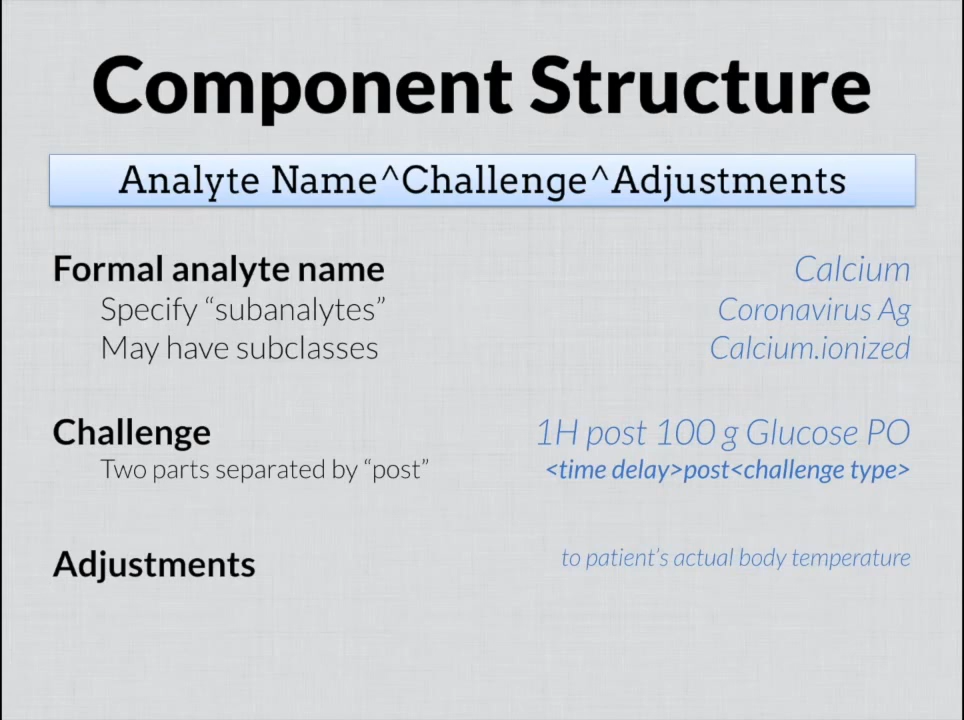 Component Structure
Analyte Name^Challenge^Adjustments
Formal analyte name Calcium
Specify “subanalytes” Coronavirus Ag
May have subclasses Calcium.ionized
Challenge 1H post 100 g Glucose PO
Two parts separated by “post” <time delay>post<challenge type>
Adjustments to patient’s actual body temperature